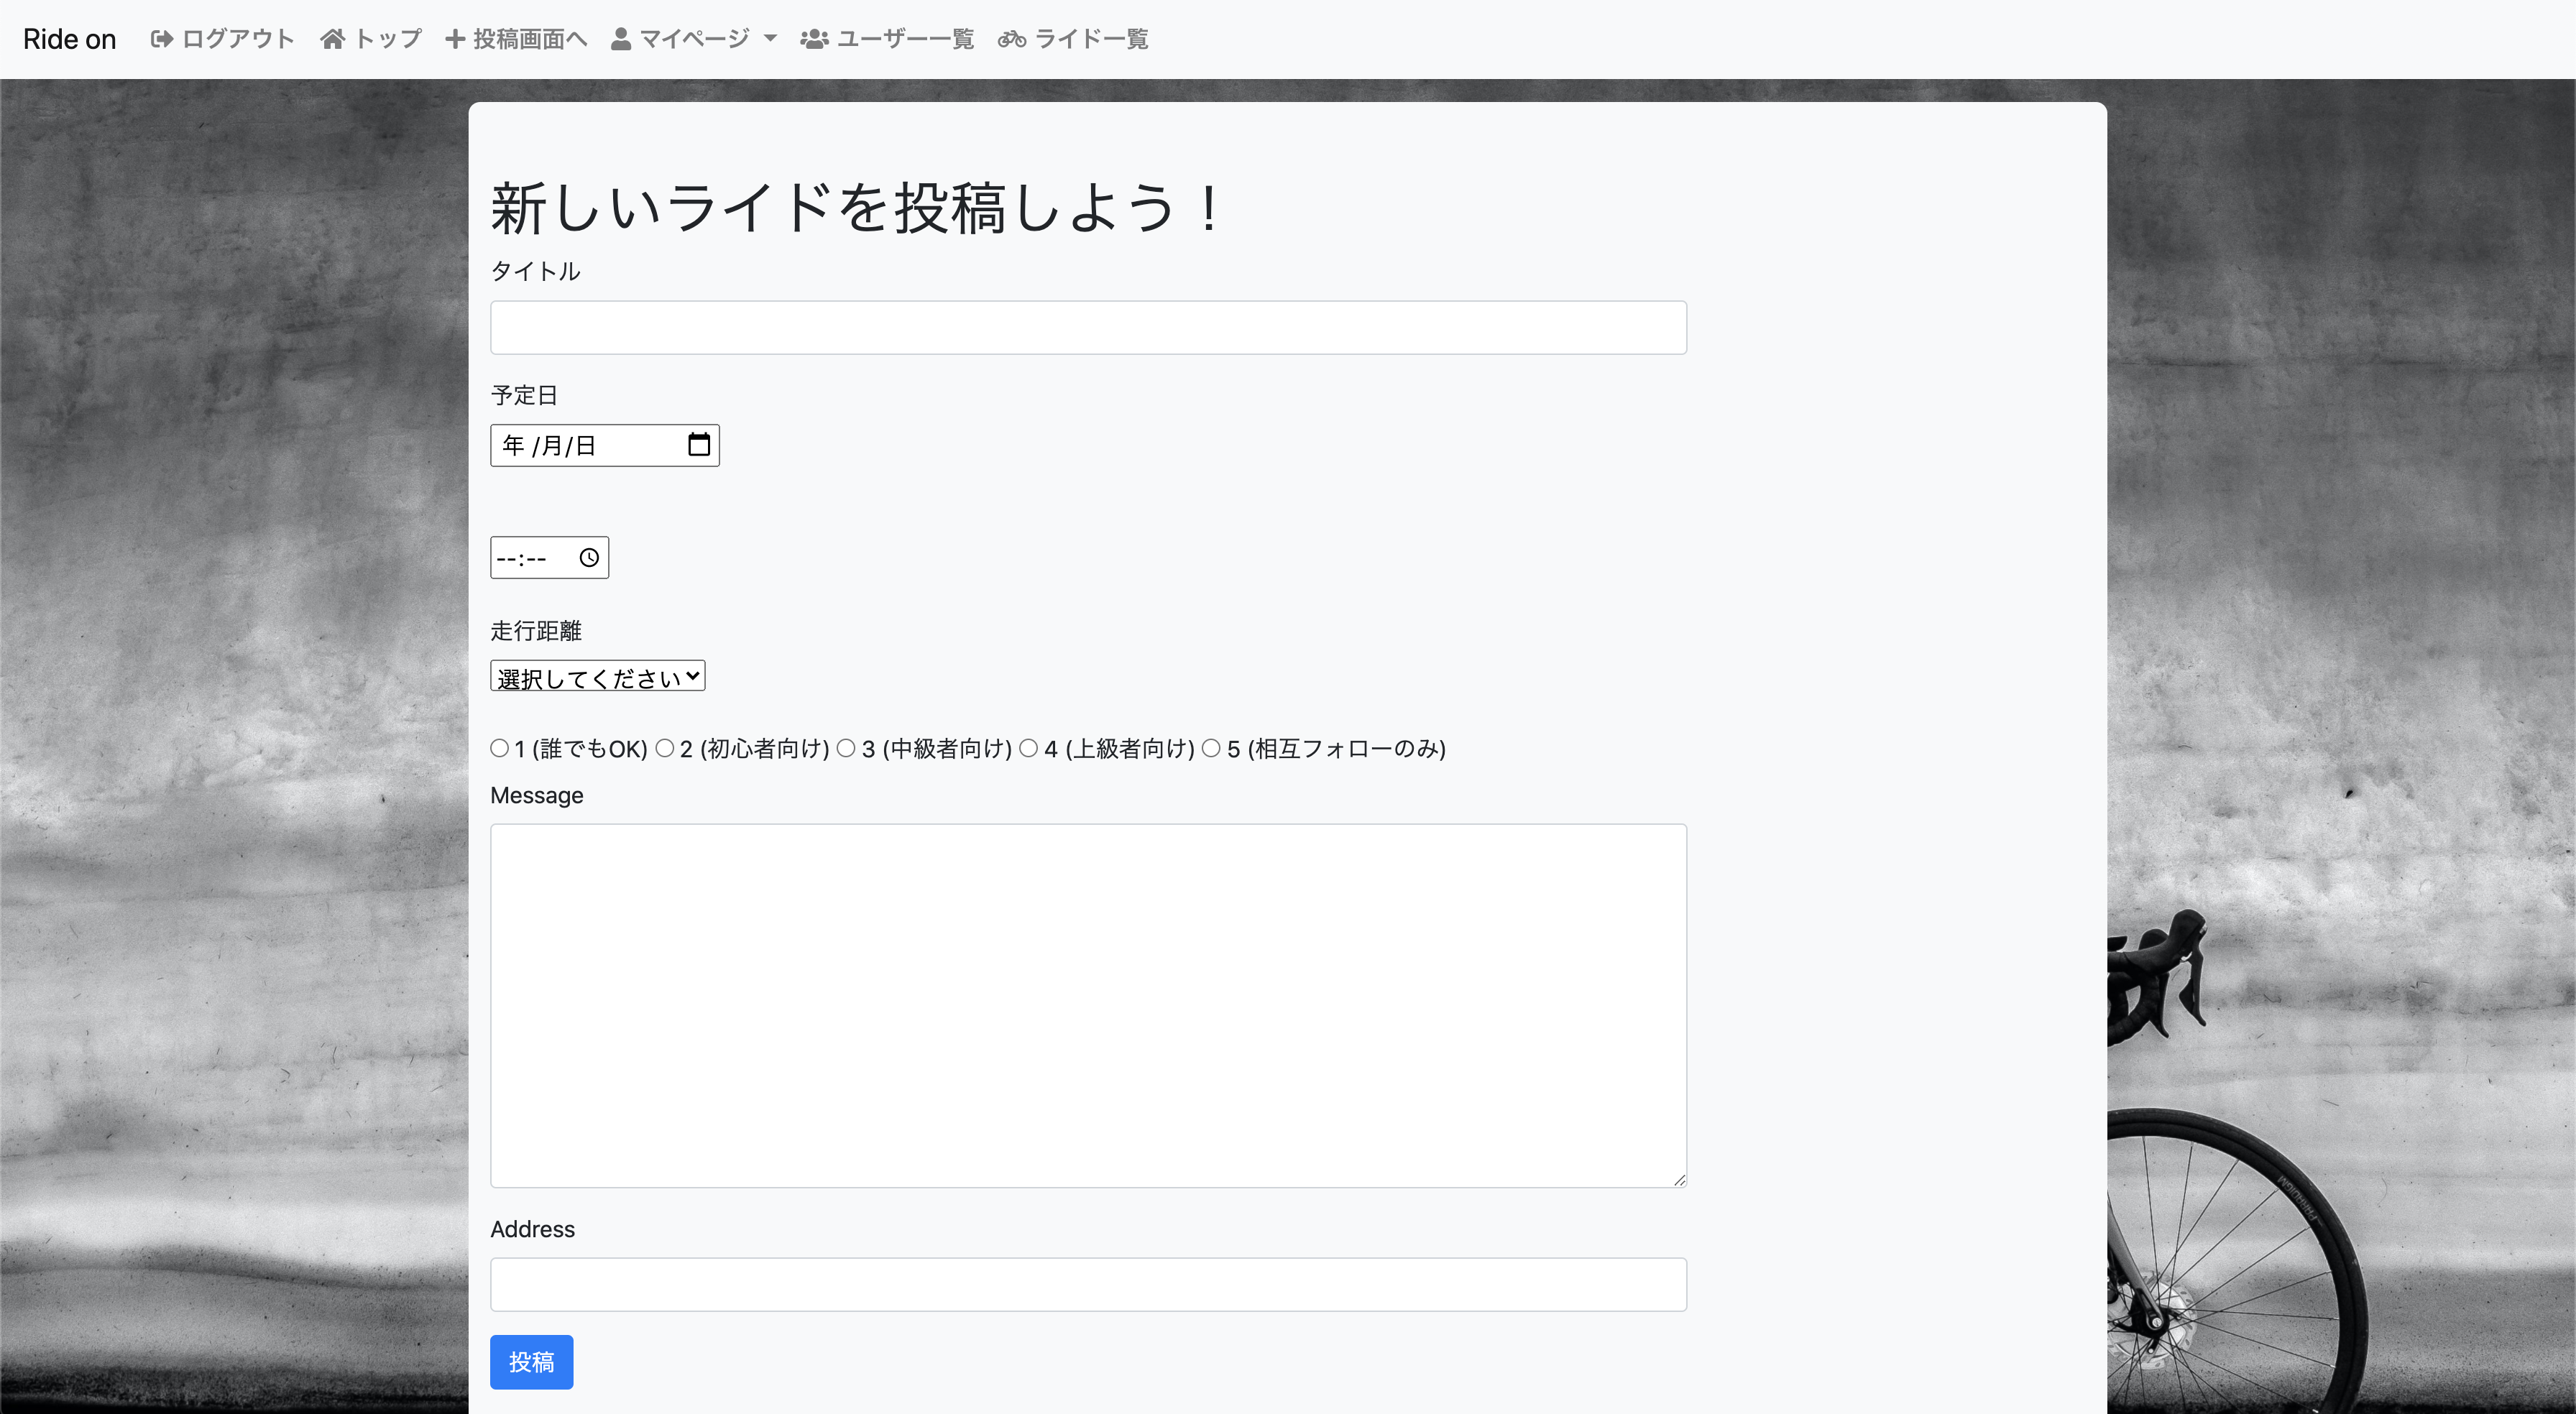 Ride on ログアウト トップ 投稿画面へ マイページ ユーザー一覧 ライド一覧
新しいライドを投稿しよう！
タイトル
予定日
年 /月/日
--:--
走行距離
選択してください
1 (誰でもOK) 2 (初心者向け) 3 (中級者向け) 4 (上級者向け) 5 (相互フォローのみ)
Message
Address
PARADIGM
投稿